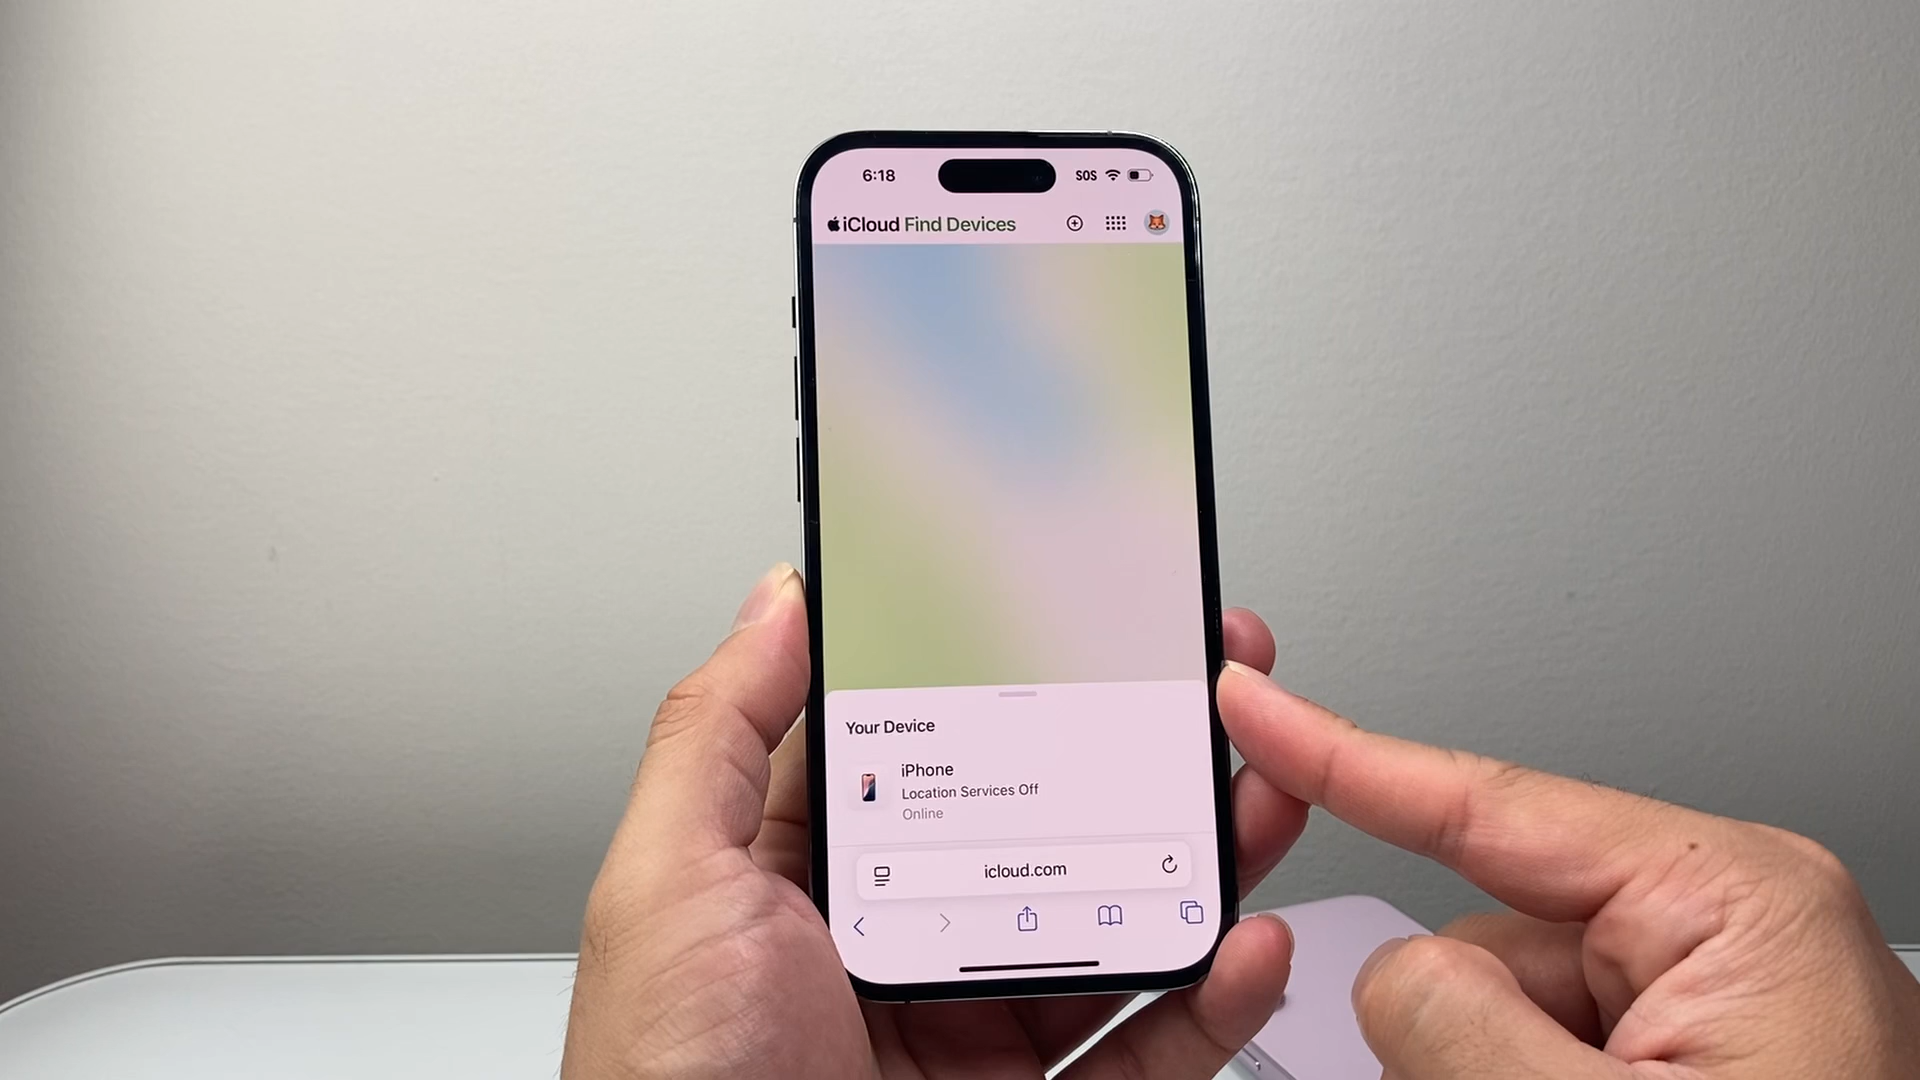 6:18 SOS
iCloud Find Devices
Your Device
iPhone
Location Services Off
Online
icloud.com